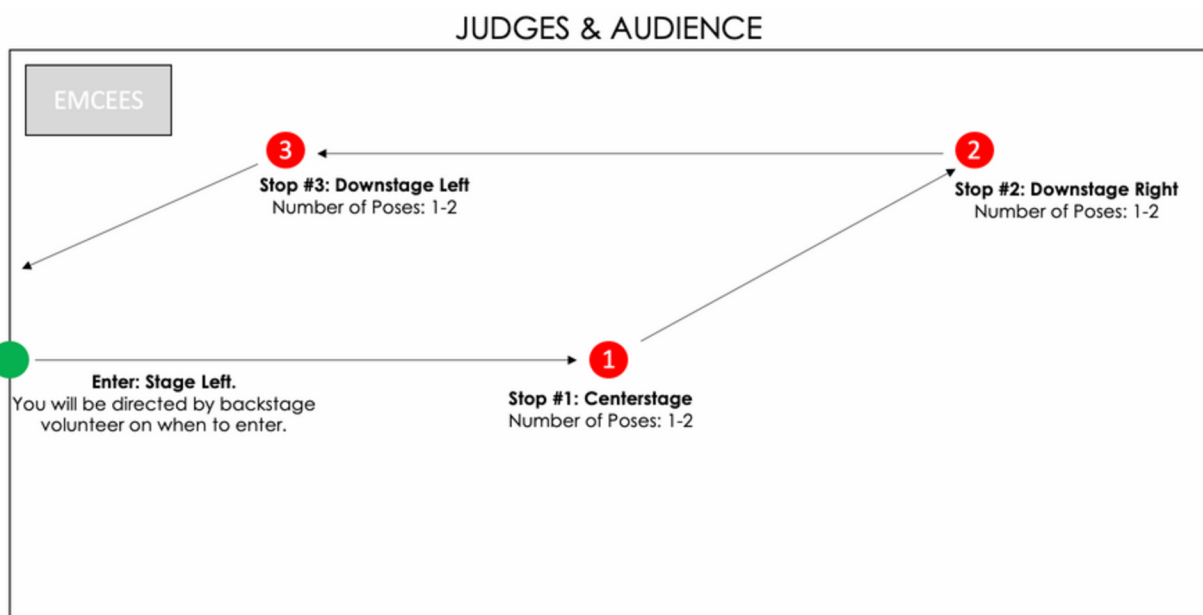 JUDGES & AUDIENCE
EMCEES
3
Stop #3: Downstage Left
Number of Poses: 1-2
2
Stop #2: Downstage Right
Number of Poses: 1-2
Enter: Stage Left.
You will be directed by backstage
volunteer on when to enter.
1
Stop #1: Centerstage
Number of Poses: 1-2